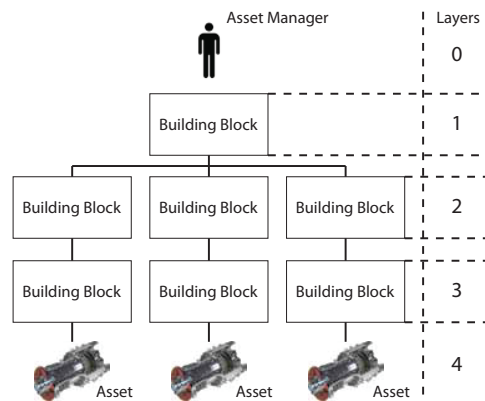 Asset Manager Layers
0
Building Block 1
Building Block Building Block Building Block 2
Building Block Building Block Building Block 3
4
Asset Asset Asset